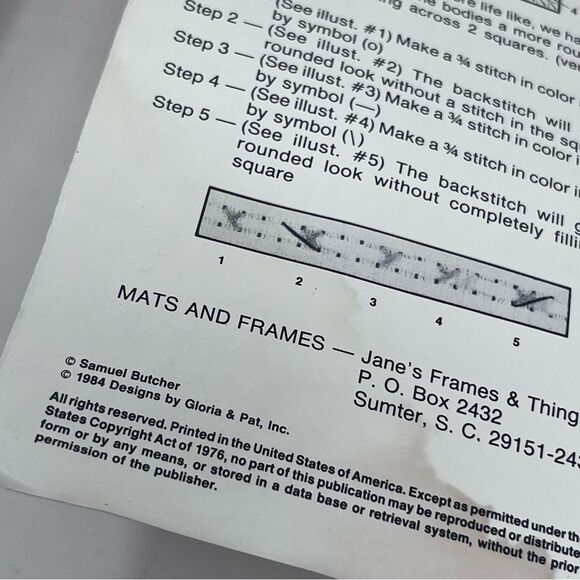 re life like, we ha
e bodies a more rou
ng across 2 squares. (ver
(See illust. #1) Make a ¾ stitch in color
Step 2 — by symbol (o)
(See illust. #2) The backstitch will
Step 3 — rounded look without a stitch in the sq
(See illust. #3) Make a ¾ stitch in color i
Step 4 — by symbol (—)
(See illust. #4) Make a ¾ stitch in color in
Step 5 — by symbol (\)
(See illust. #5) The backstitch will g
rounded look without completely filli
square
1 2 3 4 5
MATS AND FRAMES — Jane's Frames & Thing
P. O. Box 2432
Sumter, S. C. 29151-243
© Samuel Butcher
© 1984 Designs by Gloria & Pat, Inc.
All rights reserved. Printed in the United States of America. Except as permitted under the
States Copyright Act of 1976, no part of this publication may be reproduced or distribute
form or by any means, or stored in a data base or retrieval system, without the prior
permission of the publisher.